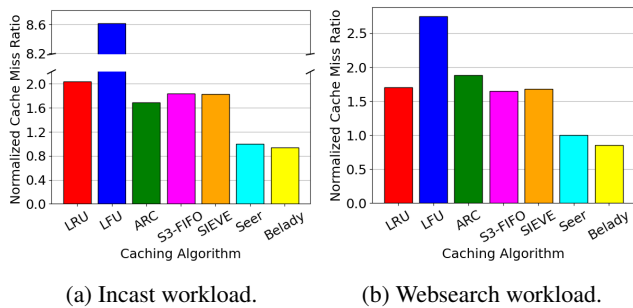 Normalized Cache Miss Ratio
8.6
8.2
2.0
1.6
1.2
0.8
0.4
0.0
LRU
LFU
ARC
S3-FIFO
SIEVE
Seer
Belady
Caching Algorithm
(a) Incast workload.
Normalized Cache Miss Ratio
2.5
2.0
1.5
1.0
0.5
0.0
LRU
LFU
ARC
S3-FIFO
SIEVE
Seer
Belady
Caching Algorithm
(b) Websearch workload.